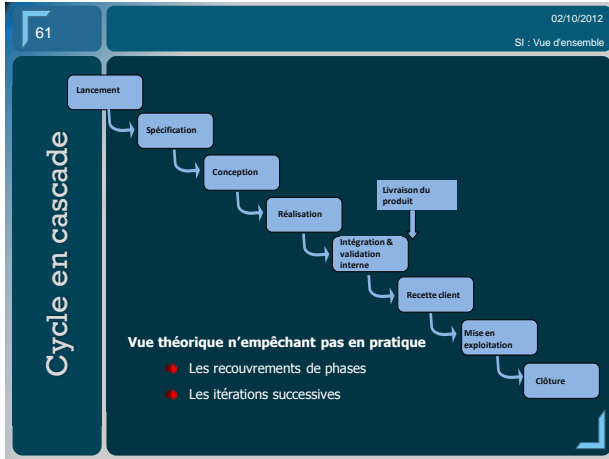 61
02/10/2012
SI : Vue d'ensemble
Cycle en cascade
Lancement
Spécification
Conception
Réalisation
Livraison du
produit
Intégration &
validation
interne
Recette client
Mise en
exploitation
Clôture
Vue théorique n'empêchant pas en pratique
Les recouvrements de phases
Les itérations successives